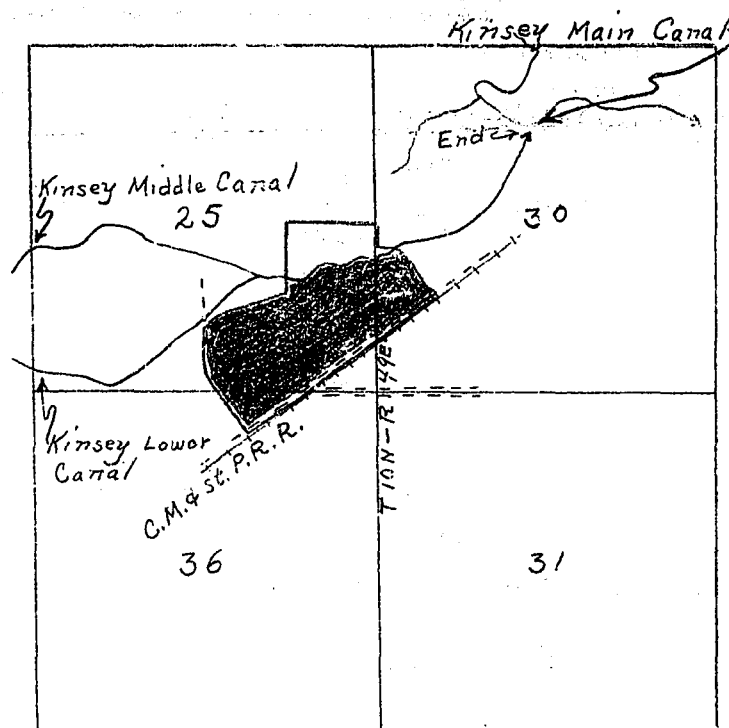 Kinsey Main Canal
End
Kinsey Middle Canal
25
30
T10N-R49E
Kinsey Lower
Canal
C.M. & St. P. R. R.
36
31